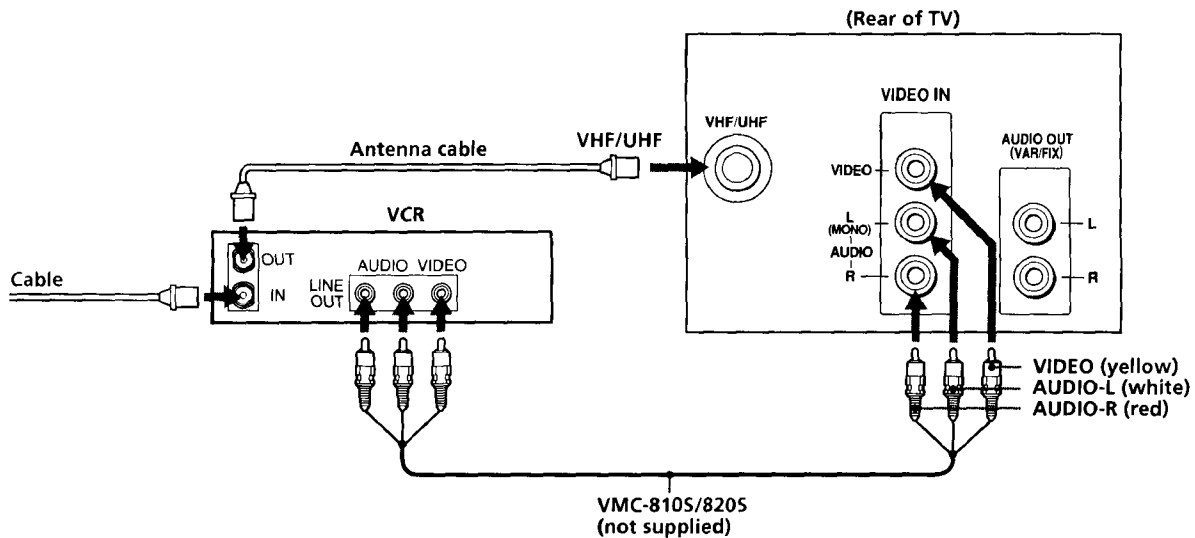 (Rear of TV)
VIDEO IN
VHF/UHF
AUDIO OUT
(VAR/FIX)
Antenna cable
VHF/UHF
VIDEO
L
(MONO)
AUDIO
R
L
R
VCR
OUT
IN
AUDIO VIDEO
LINE
OUT
Cable
VIDEO (yellow)
AUDIO-L (white)
AUDIO-R (red)
VMC-810S/820S
(not supplied)